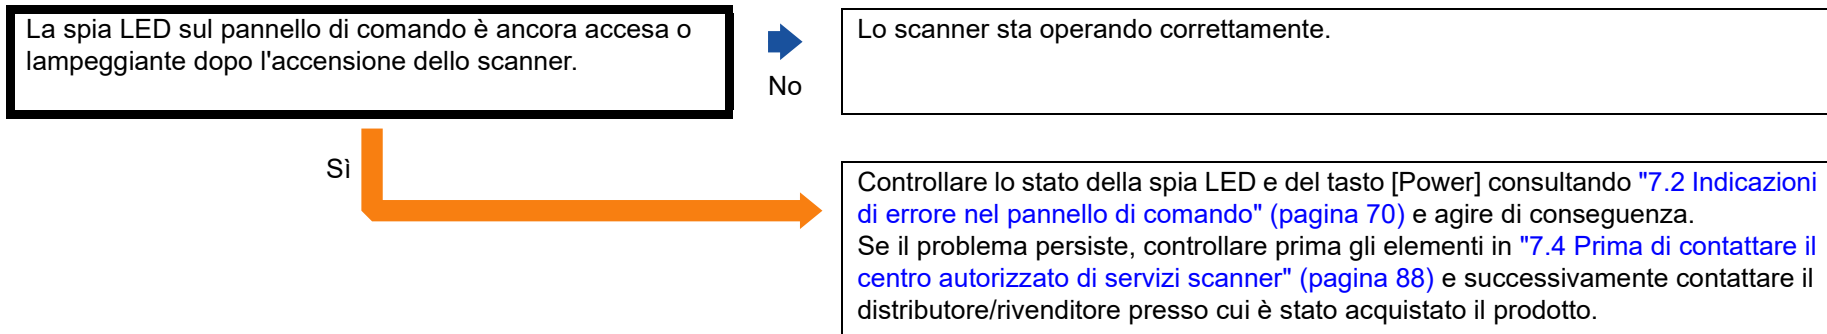 La spia LED sul pannello di comando è ancora accesa o
lampeggiante dopo l'accensione dello scanner.
No
Lo scanner sta operando correttamente.
Sì
Controllare lo stato della spia LED e del tasto [Power] consultando "7.2 Indicazioni
di errore nel pannello di comando" (pagina 70) e agire di conseguenza.
Se il problema persiste, controllare prima gli elementi in "7.4 Prima di contattare il
centro autorizzato di servizi scanner" (pagina 88) e successivamente contattare il
distributore/rivenditore presso cui è stato acquistato il prodotto.